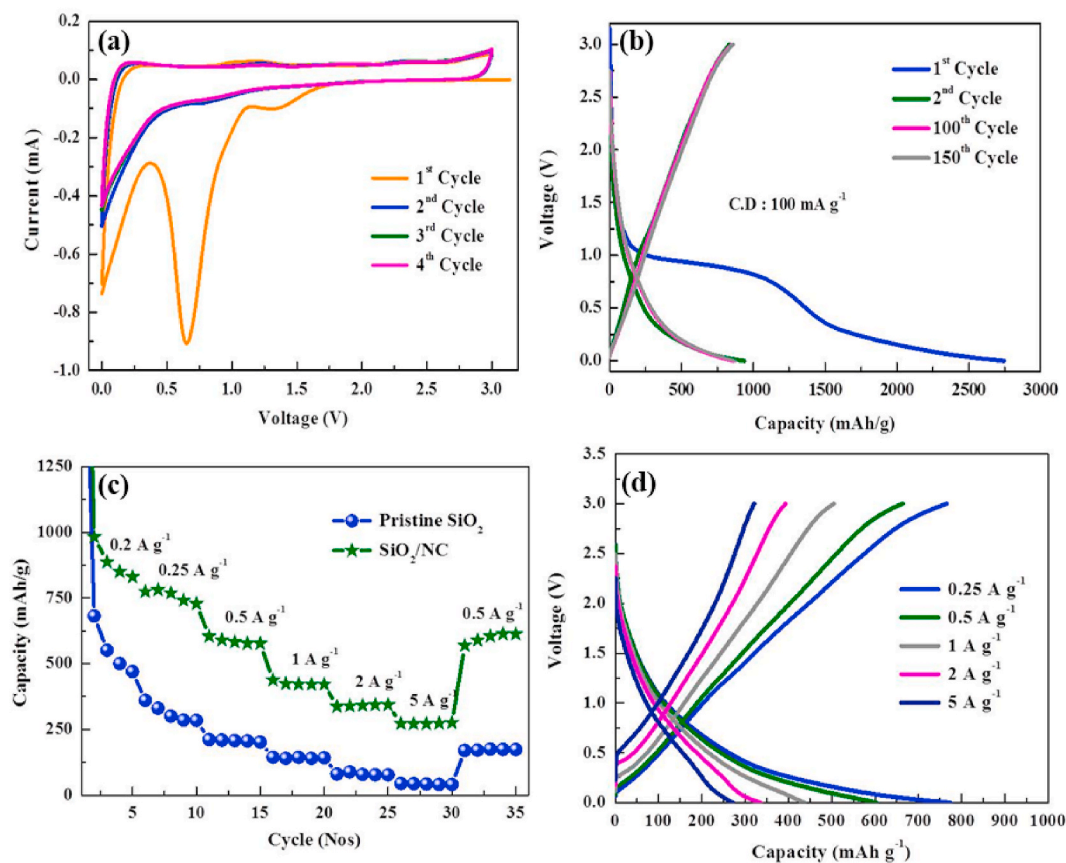 (a)
0.2
0.0
-0.2
-0.4
-0.6
-0.8
-1.0
Current (mA)
1st Cycle
2nd Cycle
3rd Cycle
4th Cycle
0.0 0.5 1.0 1.5 2.0 2.5 3.0
Voltage (V)
(b)
3.0
2.5
2.0
1.5
1.0
0.5
0.0
Voltage (V)
1st Cycle
2nd Cycle
100th Cycle
150th Cycle
C.D : 100 mA g-1
0 500 1000 1500 2000 2500 3000
Capacity (mAh/g)
(c)
1250
1000
750
500
250
0
Capacity (mAh/g)
Pristine SiO2
SiO2/NC
0.2 A g-1
0.25 A g-1
0.5 A g-1
1 A g-1
2 A g-1
5 A g-1
0.5 A g-1
5 10 15 20 25 30 35
Cycle (Nos)
(d)
3.5
3.0
2.5
2.0
1.5
1.0
0.5
0.0
Voltage (V)
0.25 A g-1
0.5 A g-1
1 A g-1
2 A g-1
5 A g-1
0 100 200 300 400 500 600 700 800 900 1000
Capacity (mAh g-1)